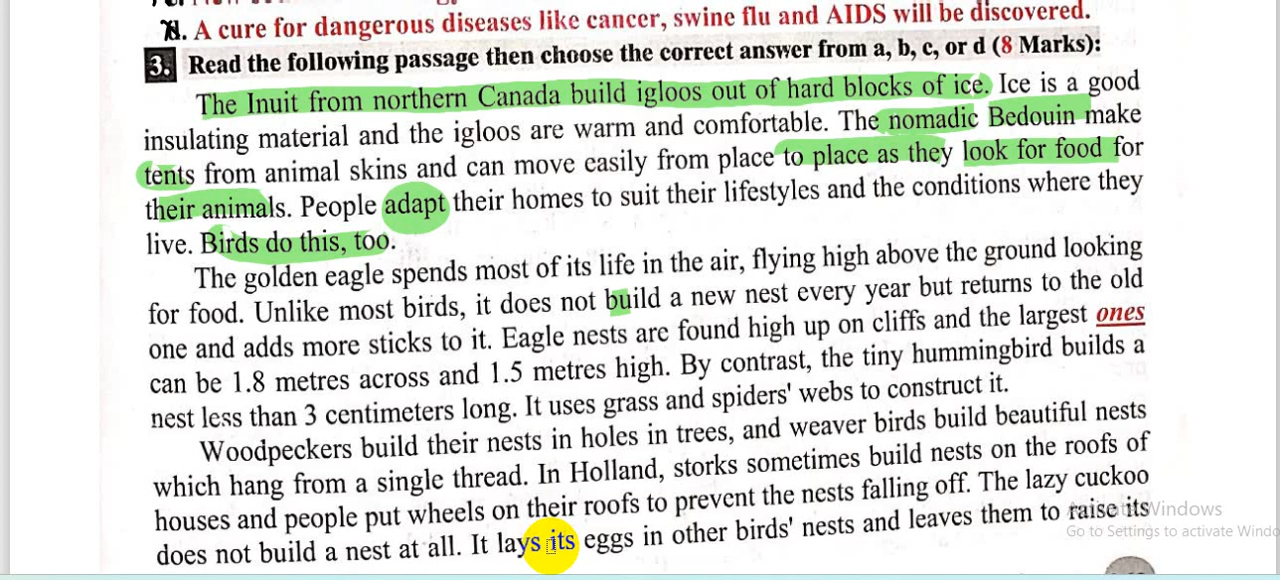 א. A cure for dangerous diseases like cancer, swine flu and AIDS will be discovered.
3. Read the following passage then choose the correct answer from a, b, c, or d (8 Marks):
The Inuit from northern Canada build igloos out of hard blocks of ice. Ice is a good
insulating material and the igloos are warm and comfortable. The nomadic Bedouin make
tents from animal skins and can move easily from place to place as they look for food for
their animals. People adapt their homes to suit their lifestyles and the conditions where they
live. Birds do this, too.
The golden eagle spends most of its life in the air, flying high above the ground looking
for food. Unlike most birds, it does not build a new nest every year but returns to the old
one and adds more sticks to it. Eagle nests are found high up on cliffs and the largest ones
can be 1.8 metres across and 1.5 metres high. By contrast, the tiny hummingbird builds a
nest less than 3 centimeters long. It uses grass and spiders' webs to construct it.
Woodpeckers build their nests in holes in trees, and weaver birds build beautiful nests
which hang from a single thread. In Holland, storks sometimes build nests on the roofs of
houses and people put wheels on their roofs to prevent the nests falling off. The lazy cuckoo
does not build a nest at all. It lays its eggs in other birds' nests and leaves them to raise its
Activate Windows
Go to Settings to activate Windo